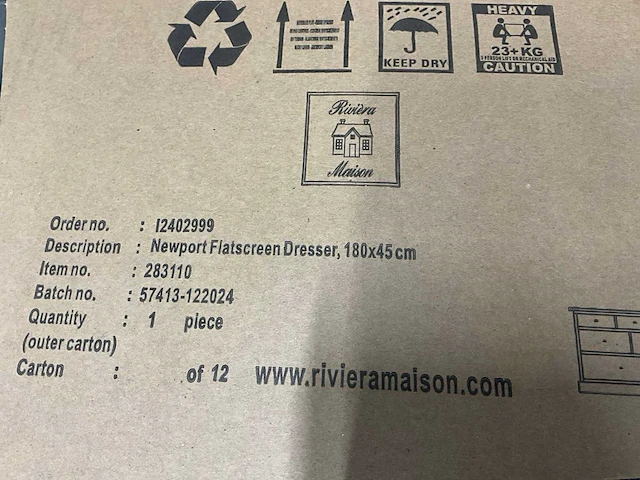 HEAVY
23+KG
CAUTION
KEEP DRY
Rivièra
Maison
Order no. : I2402999
Description : Newport Flatscreen Dresser, 180x45cm
Item no. : 283110
Batch no. : 57413-122024
Quantity : 1 piece
(outer carton)
Carton : of 12 www.rivieramaison.com